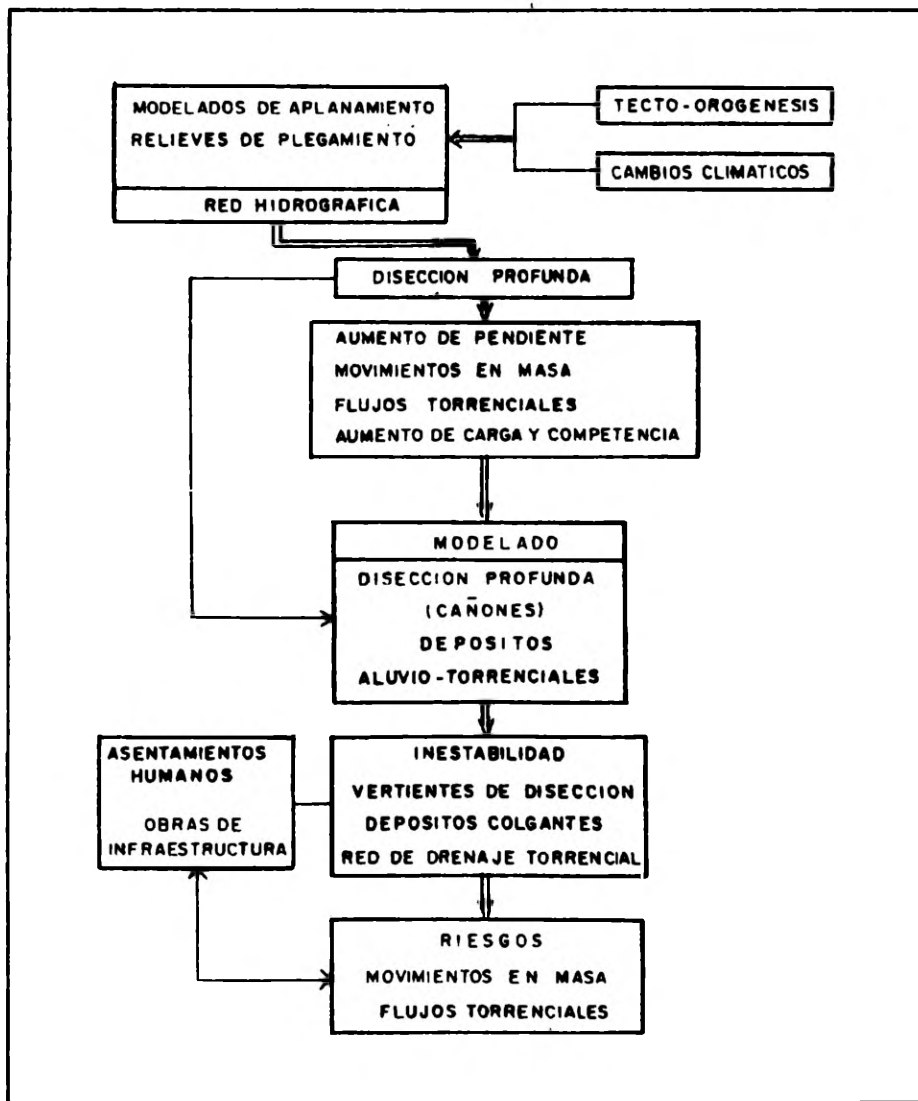 MODELADOS DE APLANAMIENTO
RELIEVES DE PLEGAMIENTO
RED HIDROGRAFICA
TECTO-OROGENESIS
CAMBIOS CLIMATICOS
DISECCION PROFUNDA
AUMENTO DE PENDIENTE
MOVIMIENTOS EN MASA
FLUJOS TORRENCIALES
AUMENTO DE CARGA Y COMPETENCIA
MODELADO
DISECCION PROFUNDA
(CAÑONES)
DEPOSITOS
ALUVIO-TORRENCIALES
ASENTAMIENTOS
HUMANOS
OBRAS DE
INFRAESTRUCTURA
INESTABILIDAD
VERTIENTES DE DISECCION
DEPOSITOS COLGANTES
RED DE DRENAJE TORRENCIAL
RIESGOS
MOVIMIENTOS EN MASA
FLUJOS TORRENCIALES